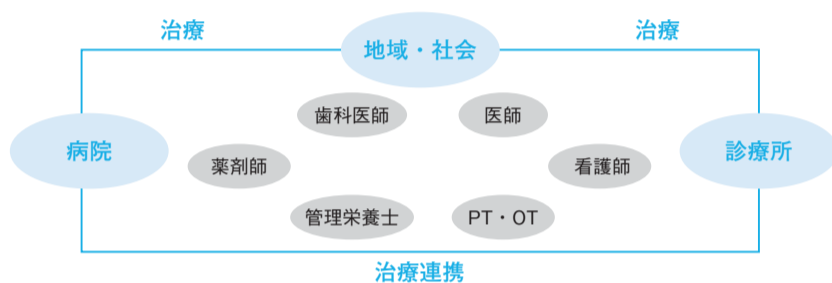 治療
治療
地域・社会
歯科医師
医師
病院
薬剤師
看護師
診療所
管理栄養士
PT・OT
治療連携